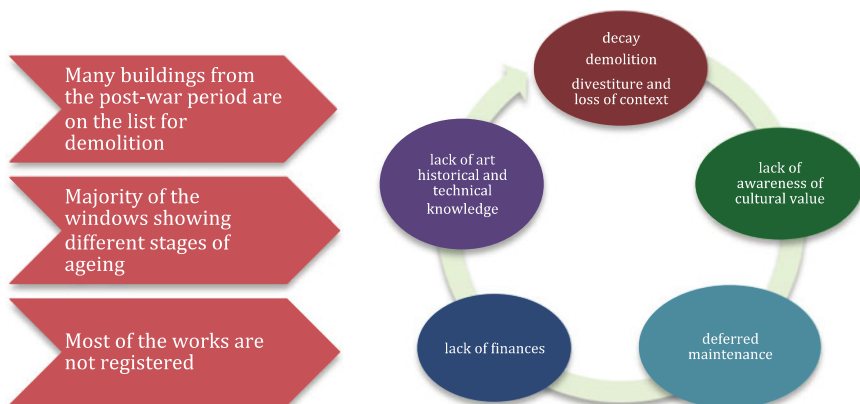 Many buildings from
the post-war period are
on the list for
demolition
Majority of the
windows showing
different stages of
ageing
Most of the works are
not registered
decay
demolition
divestiture and
loss of context
lack of
awareness of
cultural value
deferred
maintenance
lack of finances
lack of art
historical and
technical
knowledge